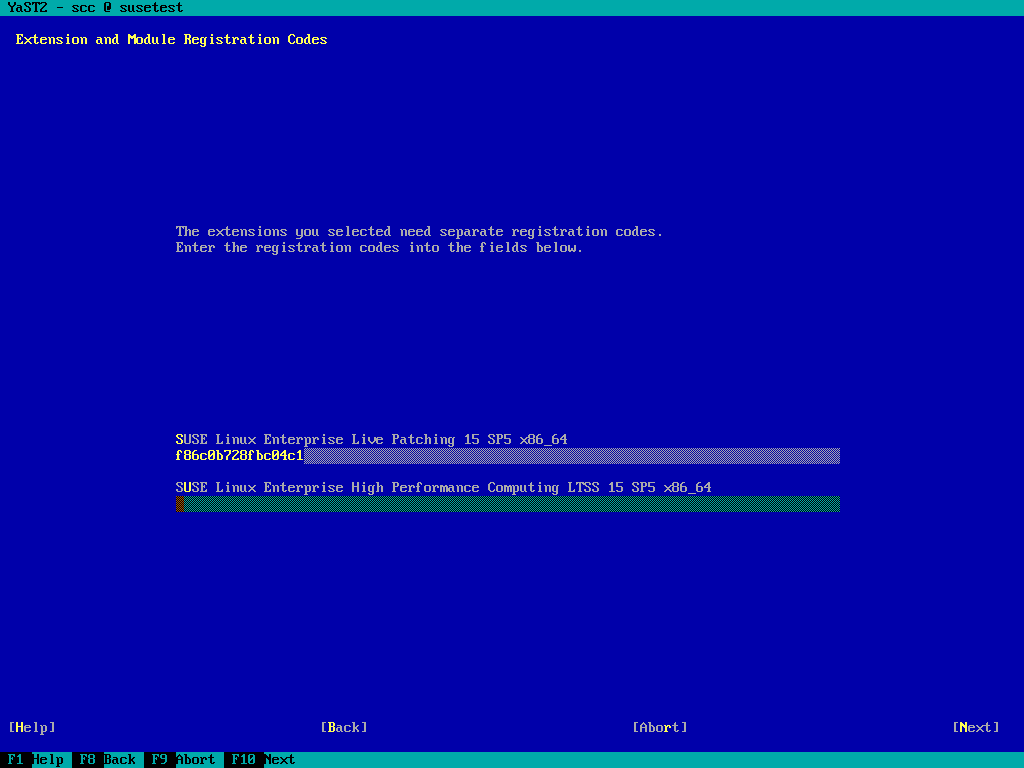 YaST2 - scc @ susetest
Extension and Module Registration Codes
The extensions you selected need separate registration codes.
Enter the registration codes into the fields below.
SUSE Linux Enterprise Live Patching 15 SP5 x86_64
f86c0b728fbc04c1
SUSE Linux Enterprise High Performance Computing LTSS 15 SP5 x86_64
[Help] [Back] [Abort] [Next]
F1 Help F8 Back F9 Abort F10 Next